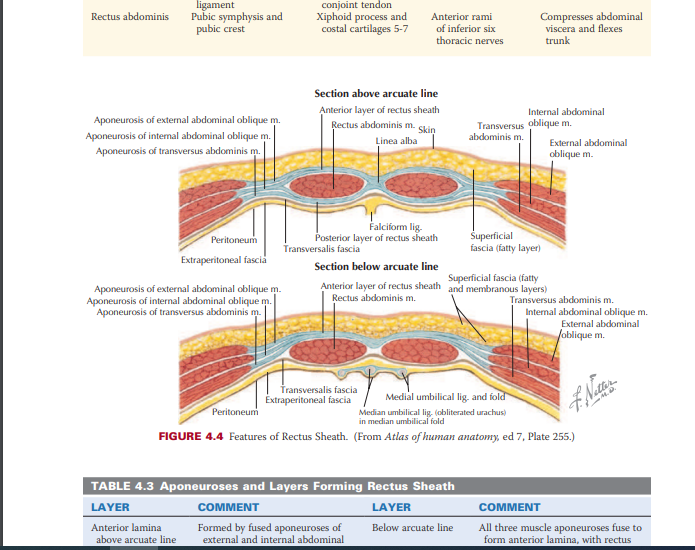 ligament
conjoint tendon
Rectus abdominis
Pubic symphysis and
pubic crest
Xiphoid process and
costal cartilages 5-7
Anterior rami
of inferior six
thoracic nerves
Compresses abdominal
viscera and flexes
trunk
Section above arcuate line
Anterior layer of rectus sheath
Aponeurosis of external abdominal oblique m.
Rectus abdominis m.
Skin
Aponeurosis of internal abdominal oblique m.
Linea alba
Aponeurosis of transversus abdominis m.
Transversus
abdominis m.
Internal abdominal
oblique m.
External abdominal
oblique m.
Falciform lig.
Peritoneum
Posterior layer of rectus sheath
Superficial
fascia (fatty layer)
Transversalis fascia
Extraperitoneal fascia
Section below arcuate line
Superficial fascia (fatty
and membranous layers)
Aponeurosis of external abdominal oblique m.
Anterior layer of rectus sheath
Aponeurosis of internal abdominal oblique m.
Rectus abdominis m.
Aponeurosis of transversus abdominis m.
Transversus abdominis m.
Internal abdominal oblique m.
External abdominal
oblique m.
Transversalis fascia
Extraperitoneal fascia
Medial umbilical lig. and fold
Peritoneum
Median umbilical lig. (obliterated urachus)
in median umbilical fold
F. Netter
M.D.
FIGURE 4.4 Features of Rectus Sheath. (From Atlas of human anatomy, ed 7, Plate 255.)
TABLE 4.3 Aponeuroses and Layers Forming Rectus Sheath
LAYER COMMENT LAYER COMMENT
Anterior lamina
above arcuate line
Formed by fused aponeuroses of
external and internal abdominal
Below arcuate line
All three muscle aponeuroses fuse to
form anterior lamina, with rectus